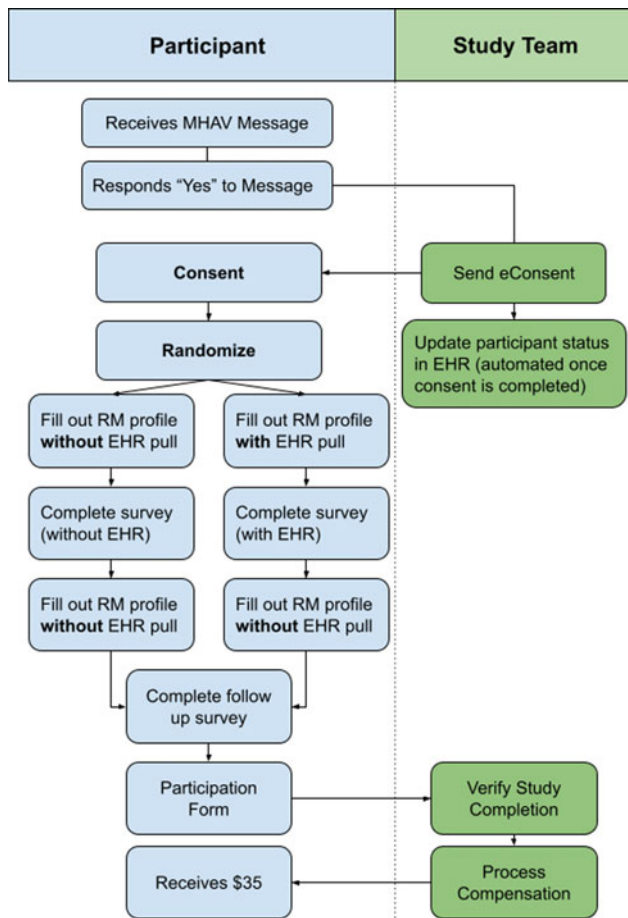 Participant
Study Team
Receives MHAV Message
Responds “Yes” to Message
Consent
Send eConsent
Randomize
Update participant status
in EHR (automated once
consent is completed)
Fill out RM profile
without EHR pull
Fill out RM profile
with EHR pull
Complete survey
(without EHR)
Complete survey
(with EHR)
Fill out RM profile
without EHR pull
Fill out RM profile
without EHR pull
Complete follow
up survey
Participation
Form
Verify Study
Completion
Receives $35
Process
Compensation